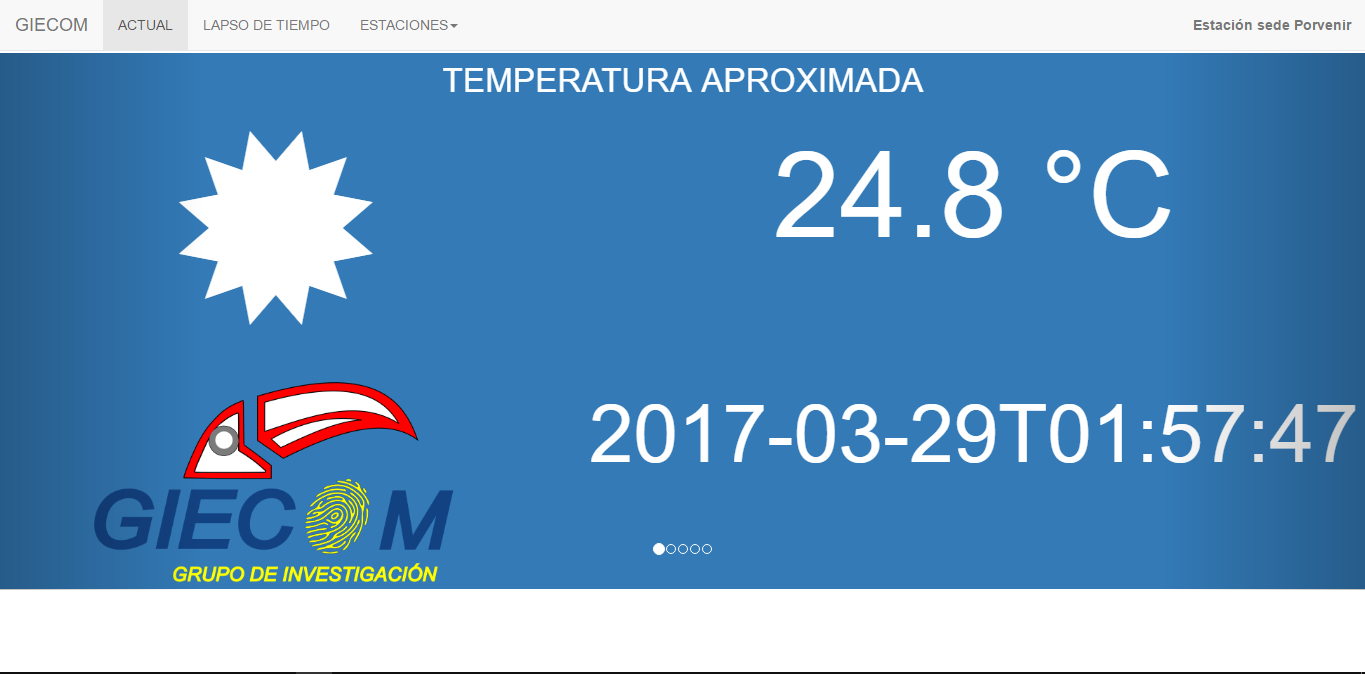 GIECOM ACTUAL LAPSO DE TIEMPO ESTACIONES Estación sede Porvenir
TEMPERATURA APROXIMADA
24.8 °C
2017-03-29T01:57:47
GIECOM
GRUPO DE INVESTIGACIÓN